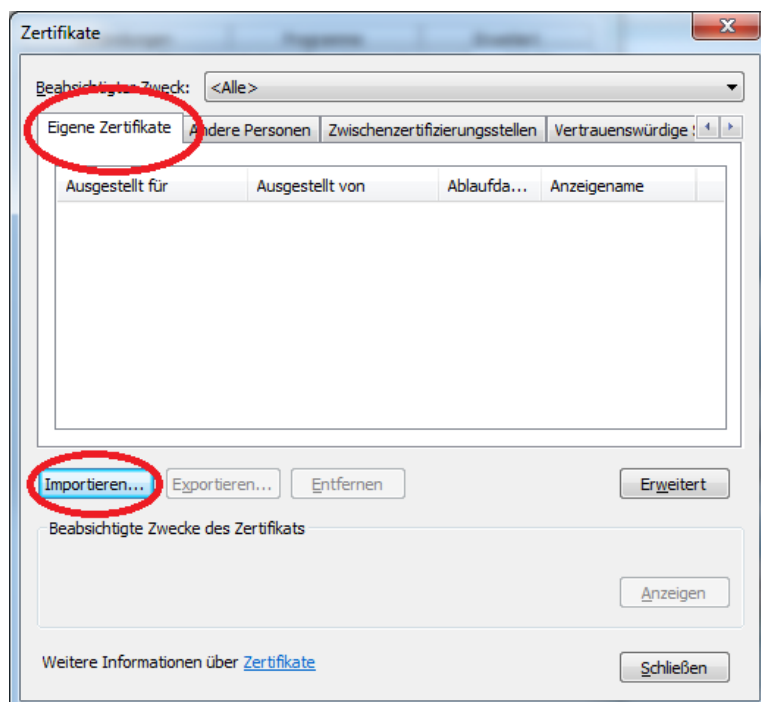 Zertifikate
Beabsichtigter Zweck: <Alle>
Eigene Zertifikate Andere Personen Zwischenzertifizierungsstellen Vertrauenswürdige S
Ausgestellt für Ausgestellt von Ablaufda... Anzeigename
Importieren... Exportieren... Entfernen Erweitert
Beabsichtigte Zwecke des Zertifikats
Anzeigen
Weitere Informationen über Zertifikate
Schließen